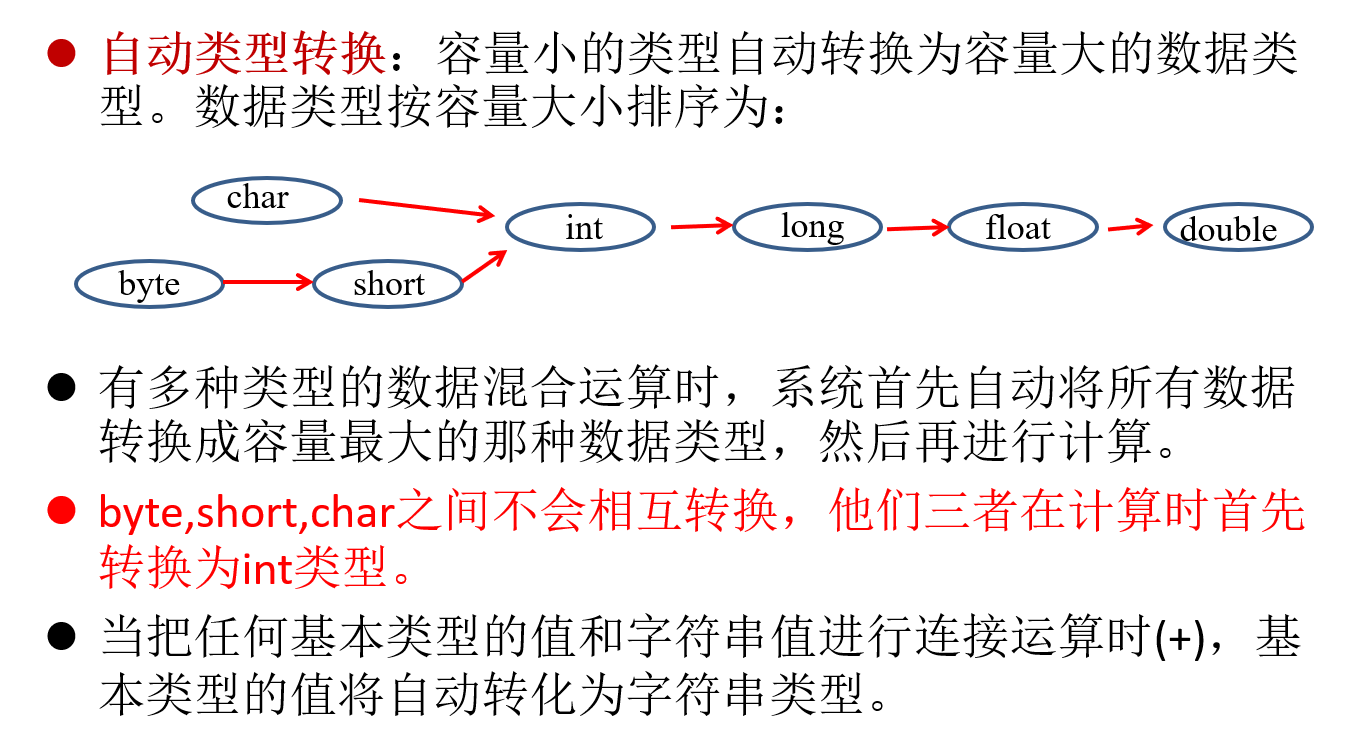 自动类型转换：容量小的类型自动转换为容量大的数据类
型。数据类型按容量大小排序为：
char
int
long
float
double
byte
short
有多种类型的数据混合运算时，系统首先自动将所有数据
转换成容量最大的那种数据类型，然后再进行计算。
byte,short,char之间不会相互转换，他们三者在计算时首先
转换为int类型。
当把任何基本类型的值和字符串值进行连接运算时(+)，基
本类型的值将自动转化为字符串类型。